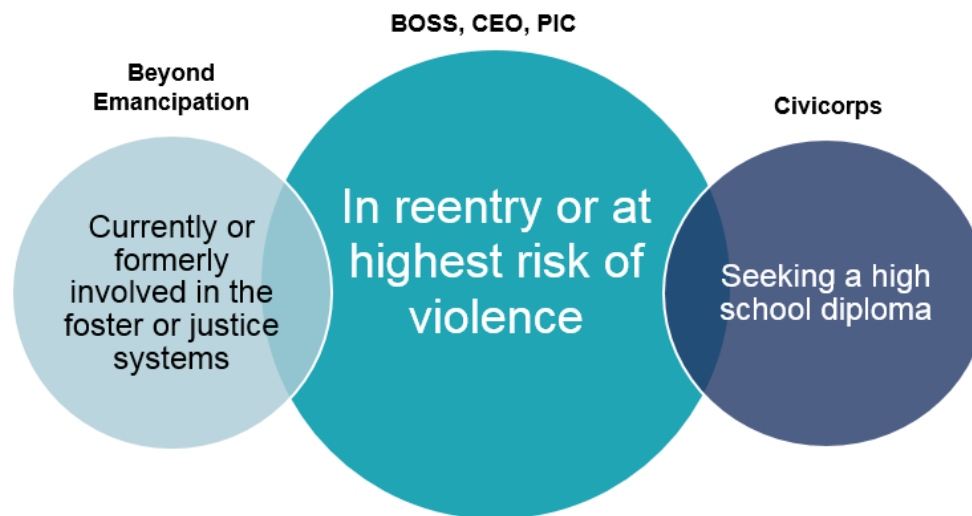 BOSS, CEO, PIC
Beyond
Emancipation
Civicorps
Currently or
formerly
involved in the
foster or justice
systems
In reentry or at
highest risk of
violence
Seeking a high
school diploma